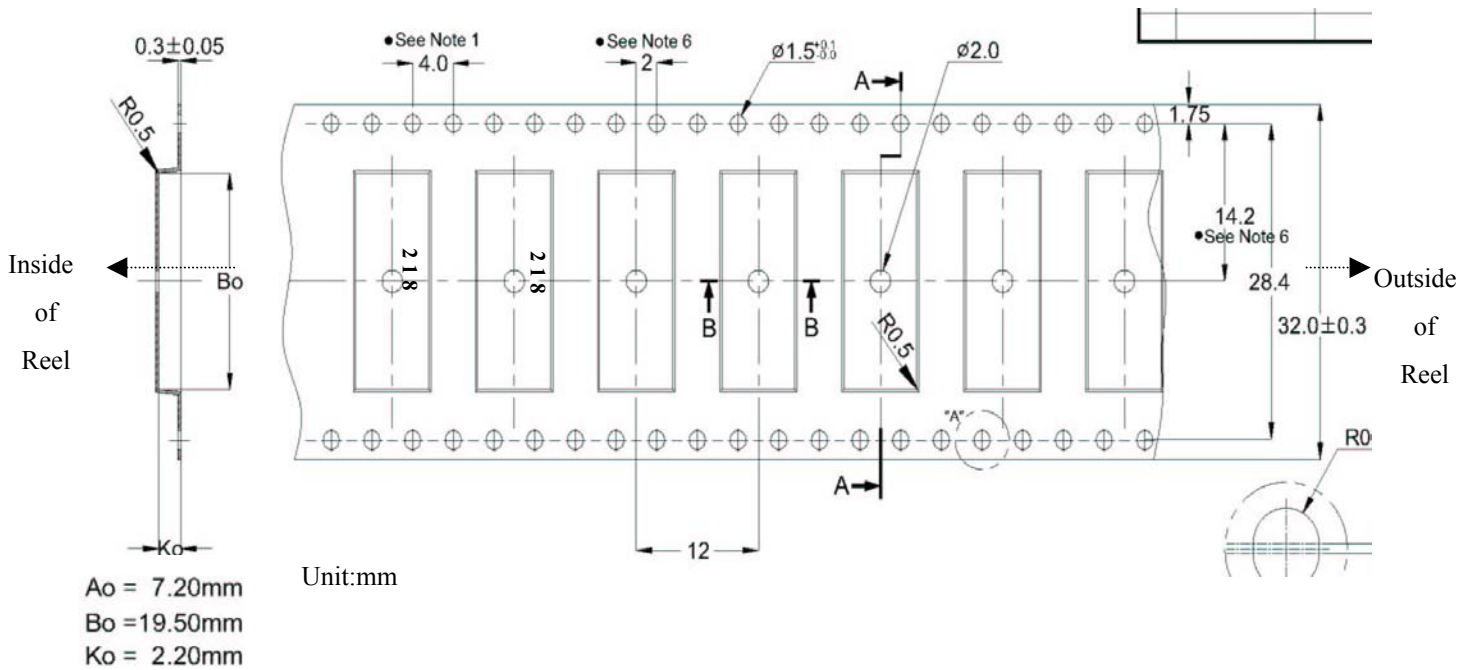 0.3±0.05
●See Note 1
4.0
●See Note 6
2
Ø1.5+0.1-0.0
A
Ø2.0
1.75
R0.5
14.2
●See Note 6
218
218
Inside
of
Reel
Bo
B
B
R0.5
28.4
32.0±0.3
Outside
of
Reel
"A"
A
12
Ko
Unit:mm
Ao = 7.20mm
Bo =19.50mm
Ko = 2.20mm